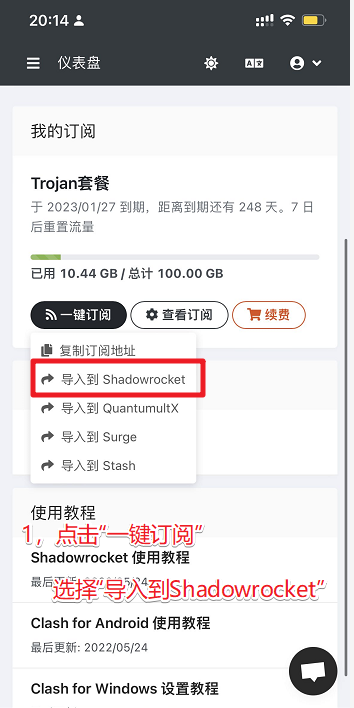 20:14
仪表盘
我的订阅
Trojan套餐
于 2023/01/27 到期，距离到期还有 248 天。7 日
后重置流量
已用 10.44 GB / 总计 100.00 GB
一键订阅 查看订阅 续费
复制订阅地址
导入到 Shadowrocket
导入到 QuantumultX
导入到 Surge
导入到 Stash
使用教程
1，点击“一键订阅”
Shadowrocket 使用教程
选择“导入到Shadowrocket”
Clash for Android 使用教程
最后更新: 2022/05/24
Clash for Windows 设置教程